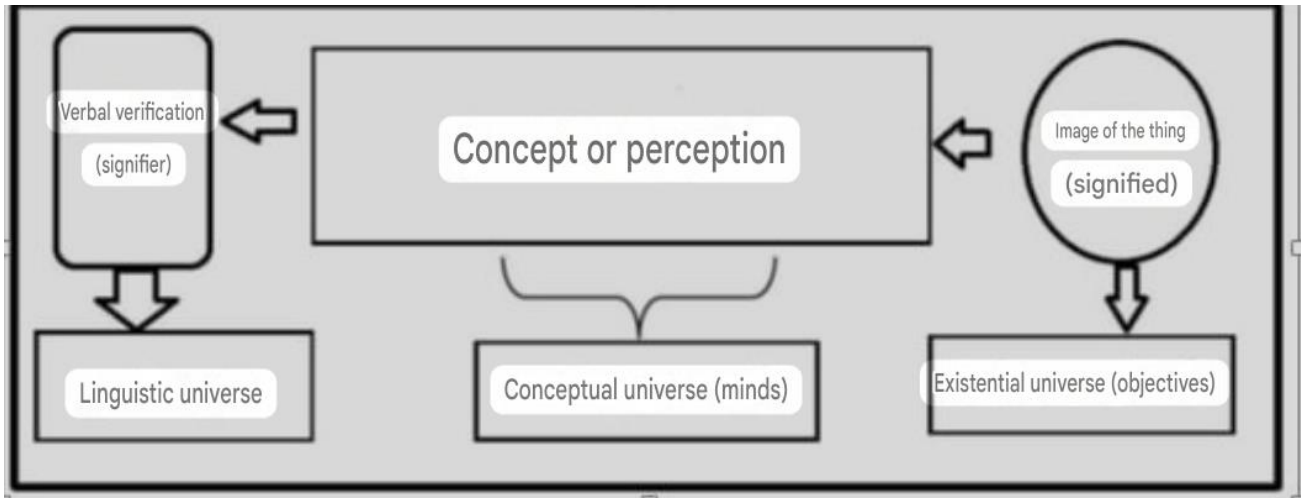 Verbal verification
(signifier)
Concept or perception
Image of the thing
(signified)
Linguistic universe
Conceptual universe (minds)
Existential universe (objectives)